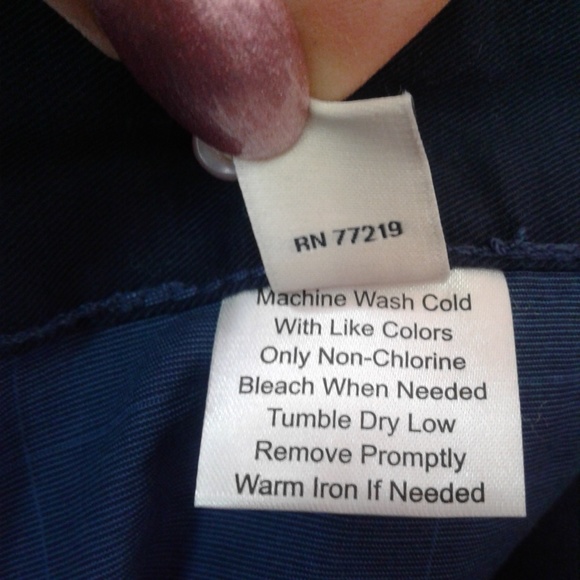 RN 77219
Machine Wash Cold
With Like Colors
Only Non-Chlorine
Bleach When Needed
Tumble Dry Low
Remove Promptly
Warm Iron If Needed